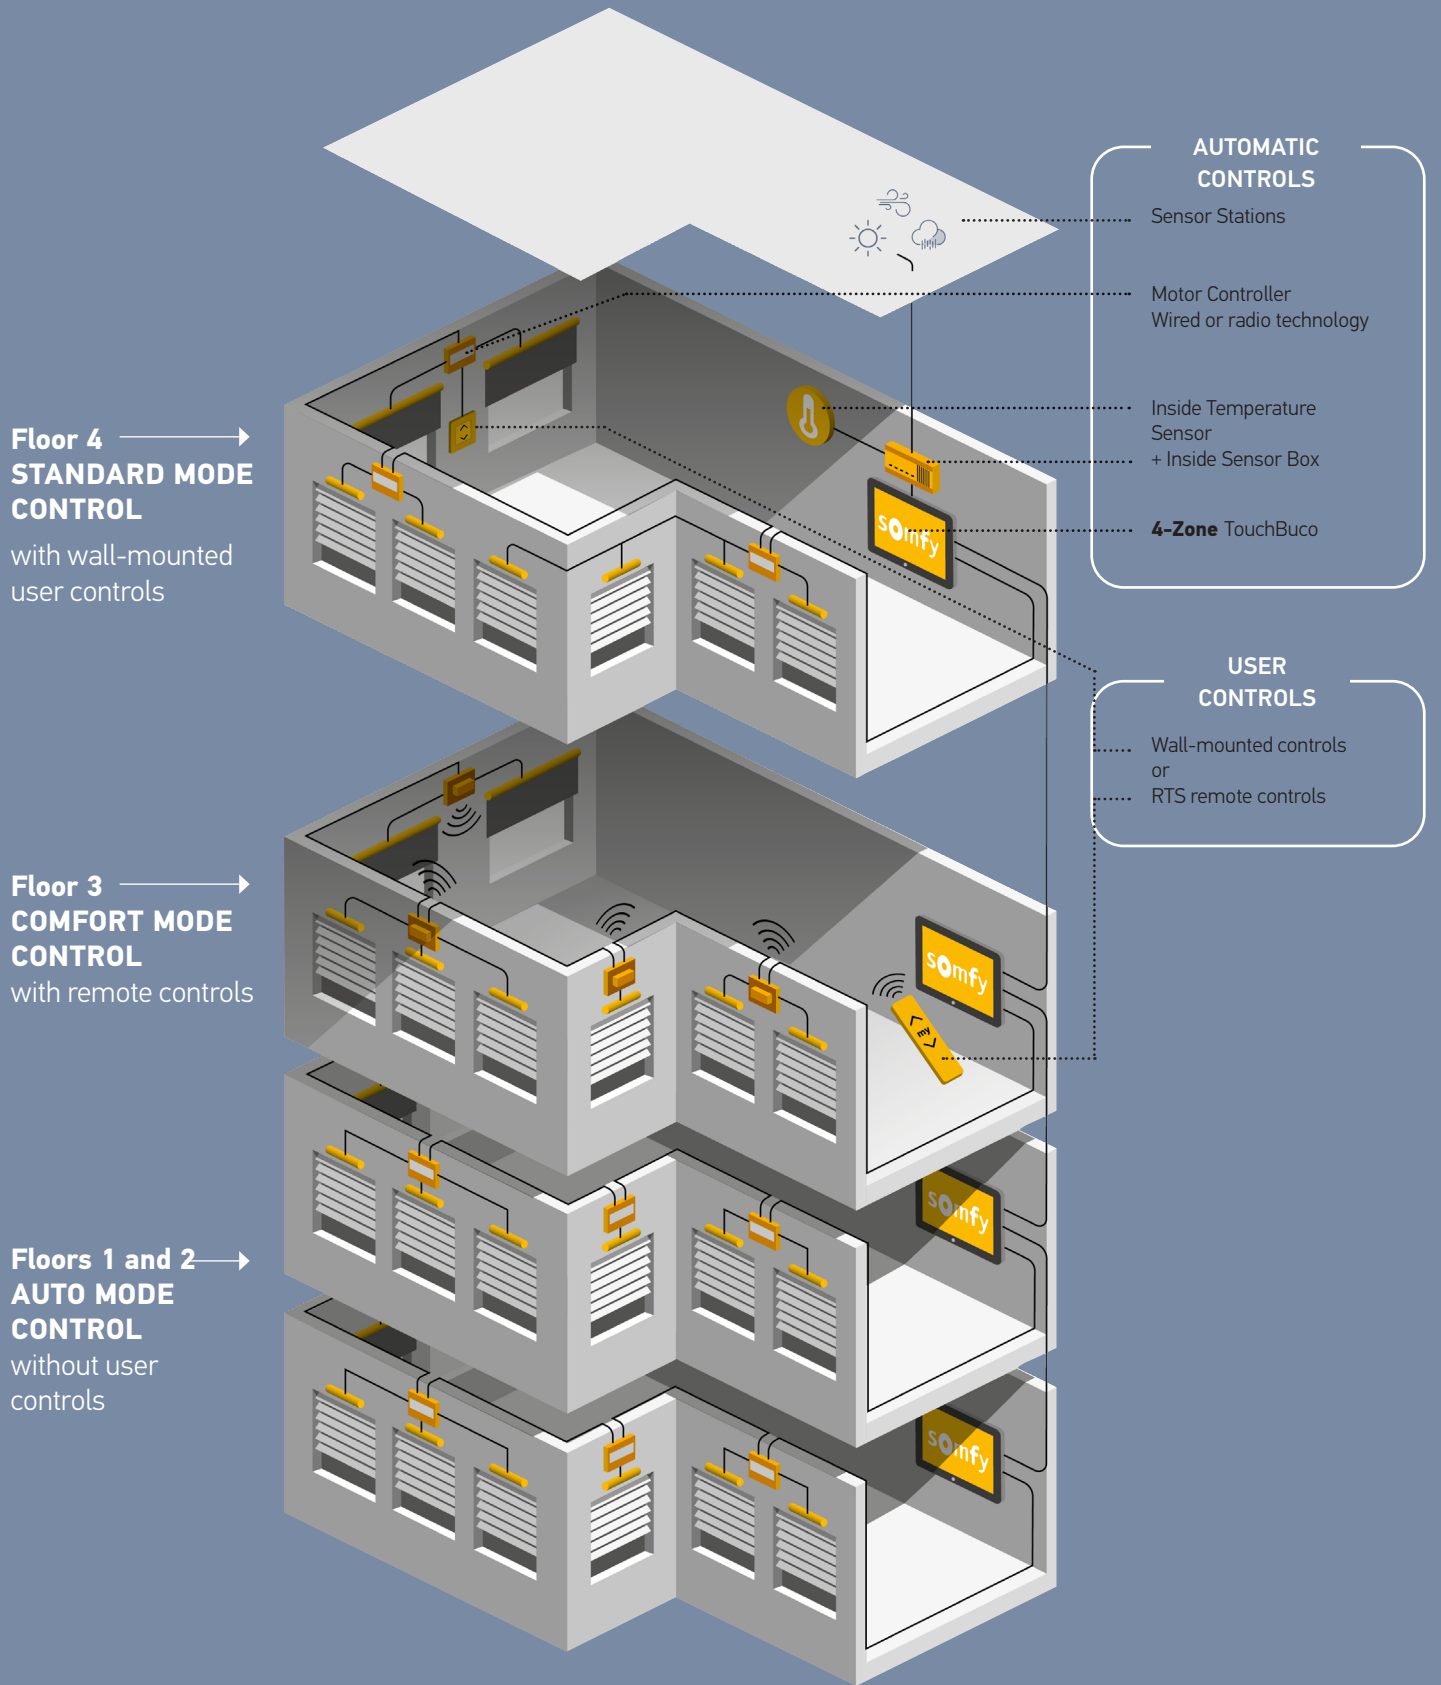 AUTOMATIC
CONTROLS
Sensor Stations
Motor Controller
Wired or radio technology
Inside Temperature
Sensor
+ Inside Sensor Box
4-Zone TouchBuco
Floor 4
STANDARD MODE
CONTROL
with wall-mounted
user controls
somfy
USER
CONTROLS
Wall-mounted controls
or
RTS remote controls
Floor 3
COMFORT MODE
CONTROL
with remote controls
somfy
my
Floors 1 and 2
AUTO MODE
CONTROL
without user
controls
somfy
somfy